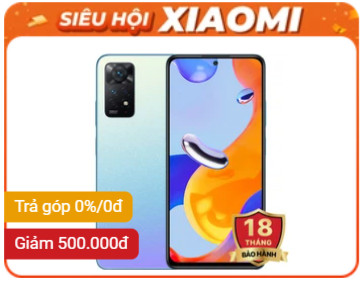 SIÊU HỘI XIAOMI
Trả góp 0%/0đ
Giảm 500.000đ
18
THÁNG
BẢO HÀNH